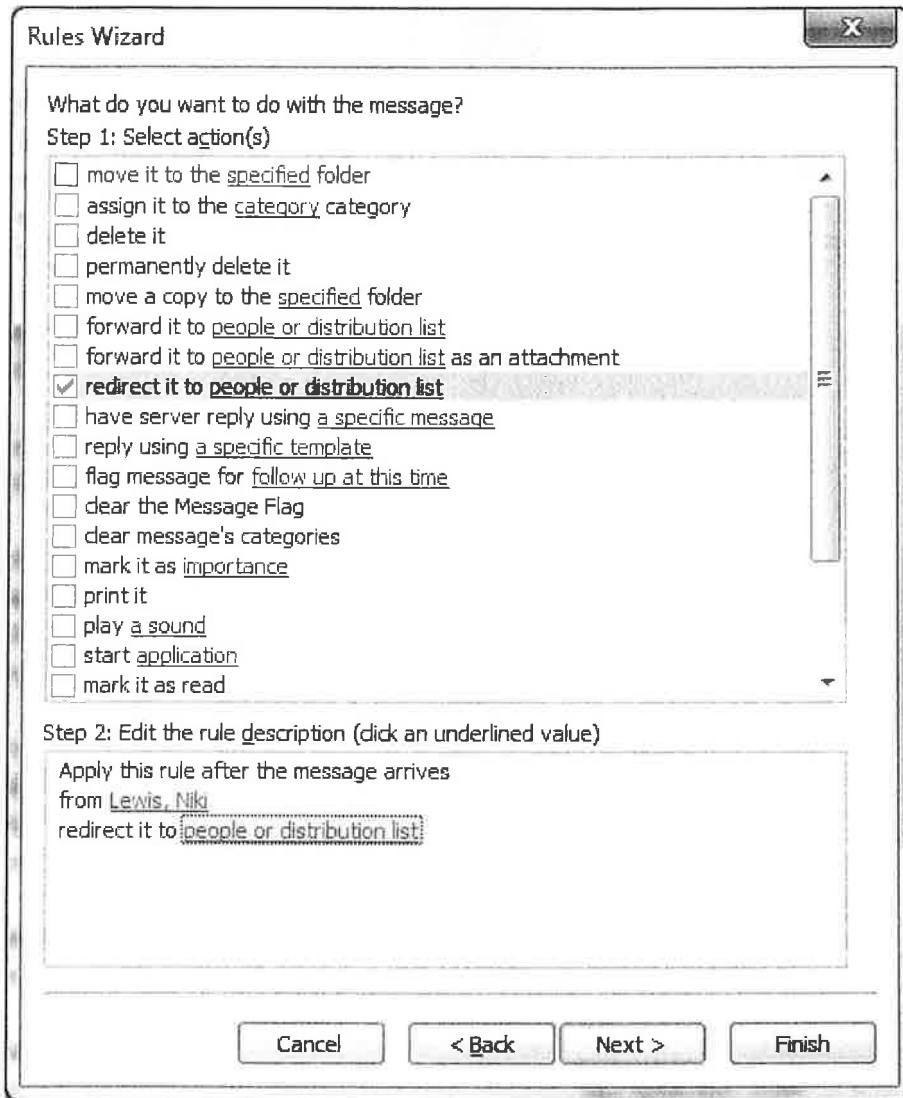 Rules Wizard
X
What do you want to do with the message?
Step 1: Select action(s)
move it to the specified folder
assign it to the category category
delete it
permanently delete it
move a copy to the specified folder
forward it to people or distribution list
forward it to people or distribution list as an attachment
redirect it to people or distribution list
have server reply using a specific message
reply using a specific template
flag message for follow up at this time
clear the Message Flag
clear message's categories
mark it as importance
print it
play a sound
start application
mark it as read
Step 2: Edit the rule description (click an underlined value)
Apply this rule after the message arrives
from Lewis, Niki
redirect it to people or distribution list
Cancel < Back Next > Finish